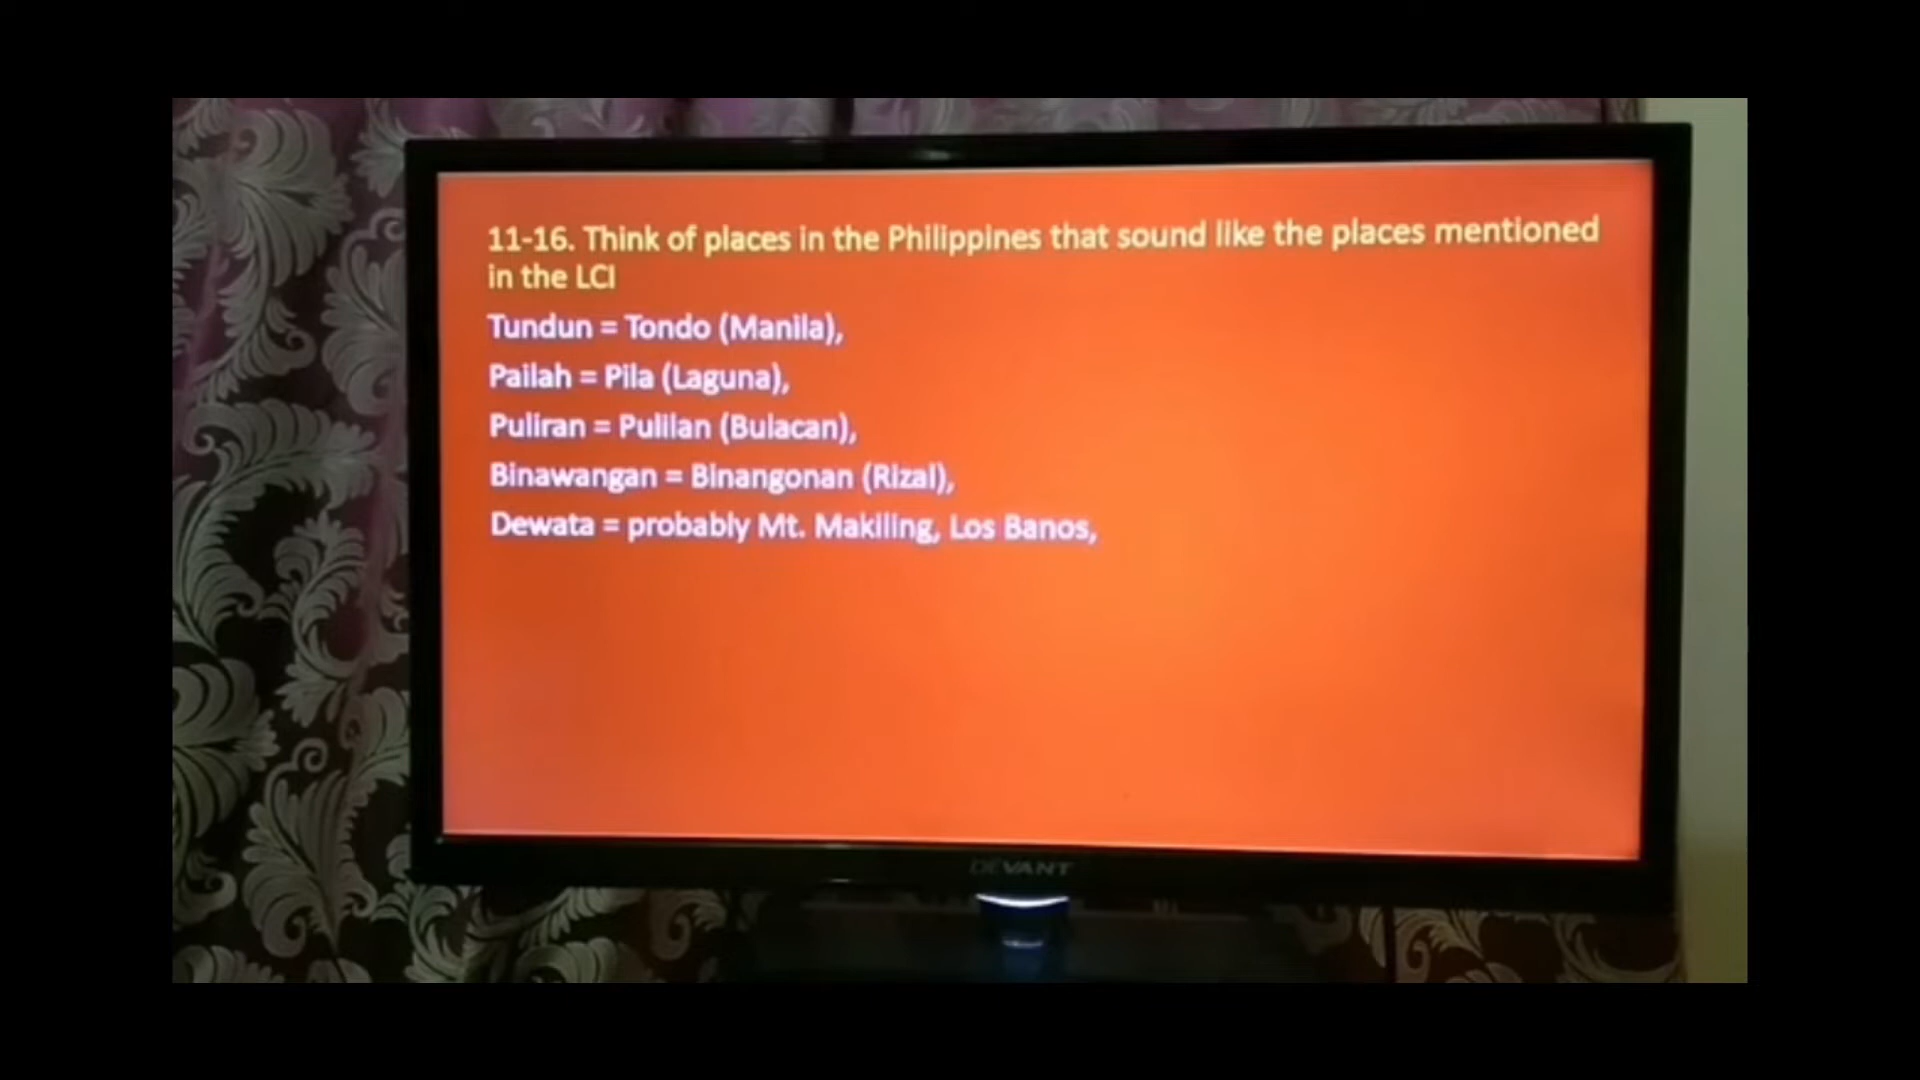 11-16. Think of places in the Philippines that sound like the places mentioned
in the LCI
Tundun = Tondo (Manila),
Pailah = Pila (Laguna),
Puliran = Pulilan (Bulacan),
Binawangan = Binangonan (Rizal),
Dewata = probably Mt. Makiling, Los Banos,
DEVANT